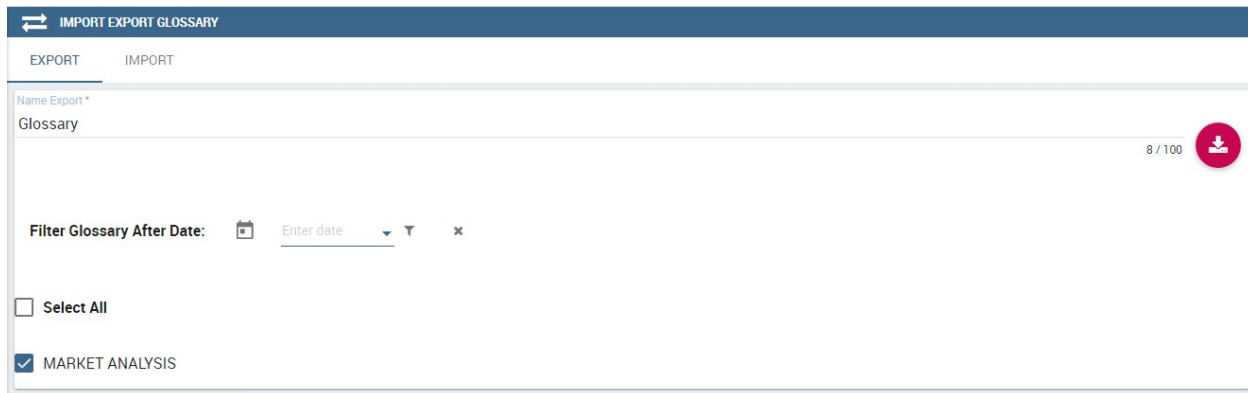 IMPORT EXPORT GLOSSARY
EXPORT IMPORT
Name Export *
Glossary
8 / 100
Filter Glossary After Date: Enter date
Select All
MARKET ANALYSIS